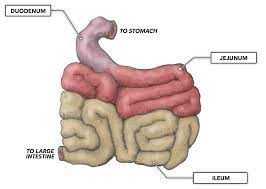 DUODENUM
TO STOMACH
JEJUNUM
TO LARGE
INTESTINE
ILEUM